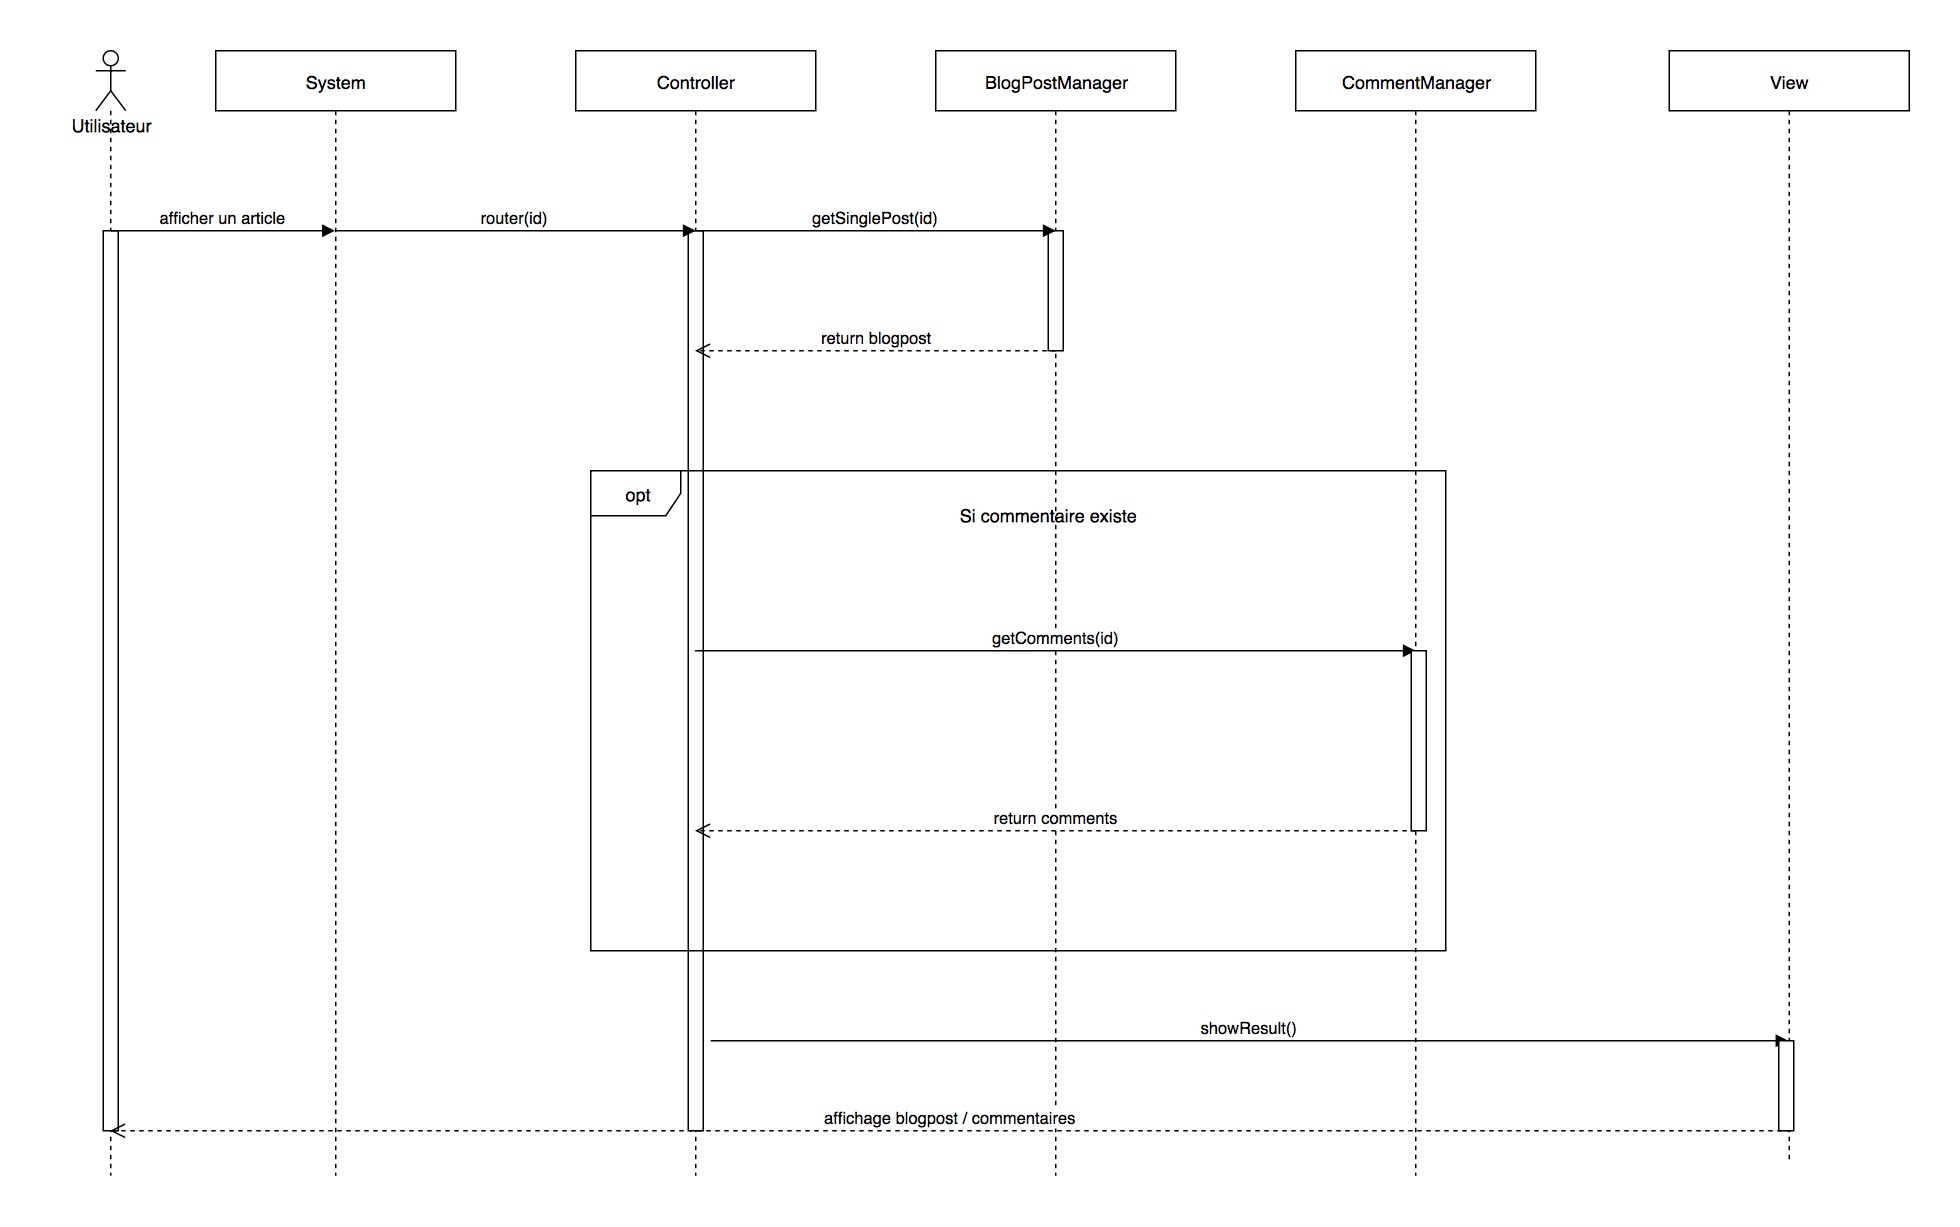 Utilisateur
System
Controller
BlogPostManager
CommentManager
View
afficher un article
router(id)
getSinglePost(id)
return blogpost
opt
Si commentaire existe
getComments(id)
return comments
showResult()
affichage blogpost / commentaires